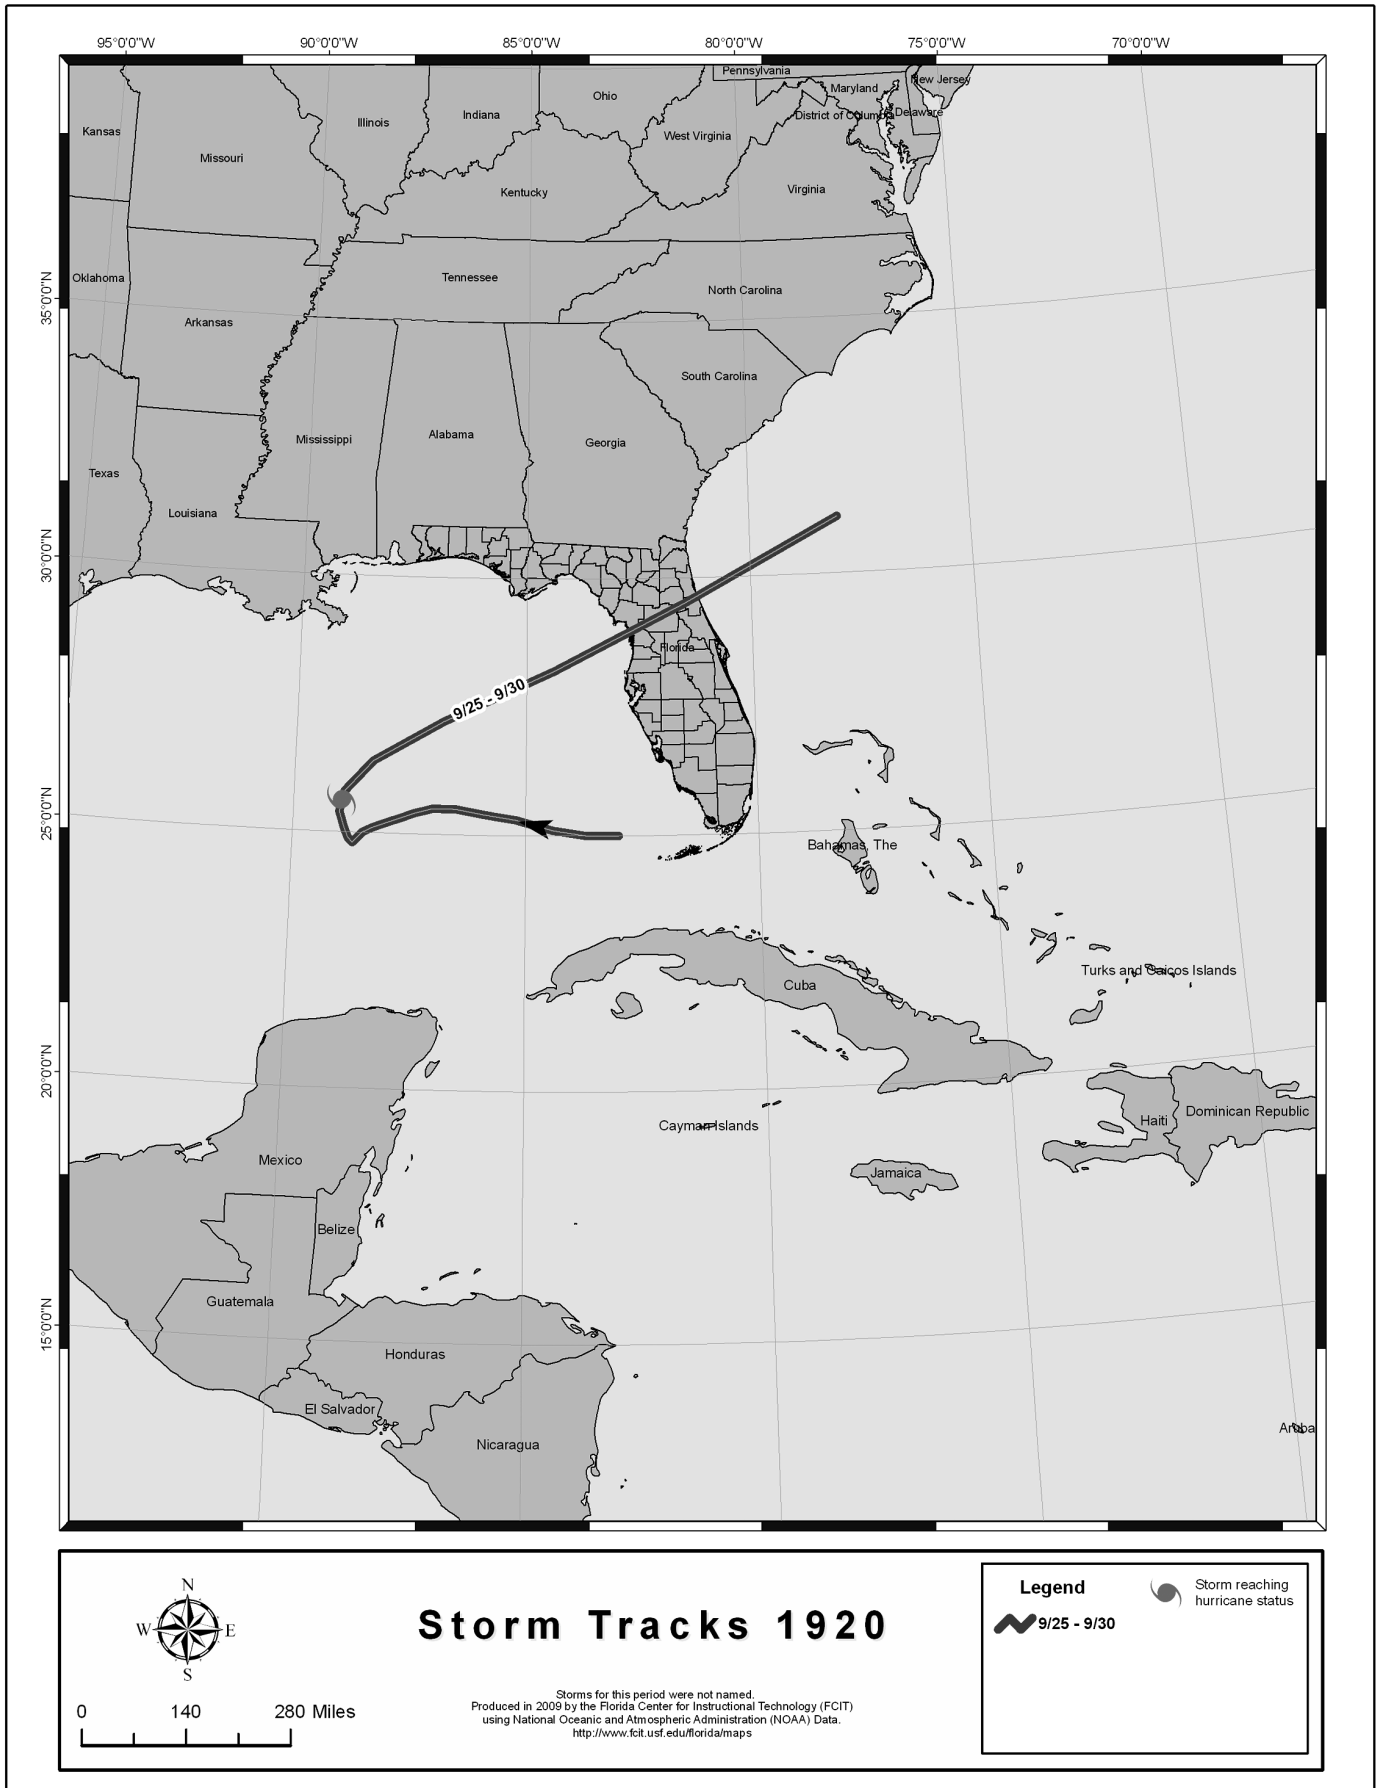 95°0'0"W 90°0'0"W 85°0'0"W 80°0'0"W 75°0'0"W 70°0'0"W
Pennsylvania
New Jersey
Ohio
Maryland
Indiana
Delaware
District of Columbia
Illinois
Kansas
West Virginia
Missouri
Kentucky
Virginia
Oklahoma
Tennessee
North Carolina
35°0'0"N
Arkansas
South Carolina
Mississippi
Alabama
Georgia
Texas
Louisiana
30°0'0"N
Florida
9/25 - 9/30
25°0'0"N
Bahamas, The
Turks and Caicos Islands
Cuba
20°0'0"N
Dominican Republic
Haiti
Cayman Islands
Mexico
Jamaica
Belize
Guatemala
15°0'0"N
Honduras
El Salvador
Aruba
Nicaragua
N
W E
S
0 140 280 Miles
Storm Tracks 1920
Storms for this period were not named.
Produced in 2009 by the Florida Center for Instructional Technology (FCIT)
using National Oceanic and Atmospheric Administration (NOAA) Data.
http://www.fcit.usf.edu/florida/maps
Legend
9/25 - 9/30
Storm reaching
hurricane status